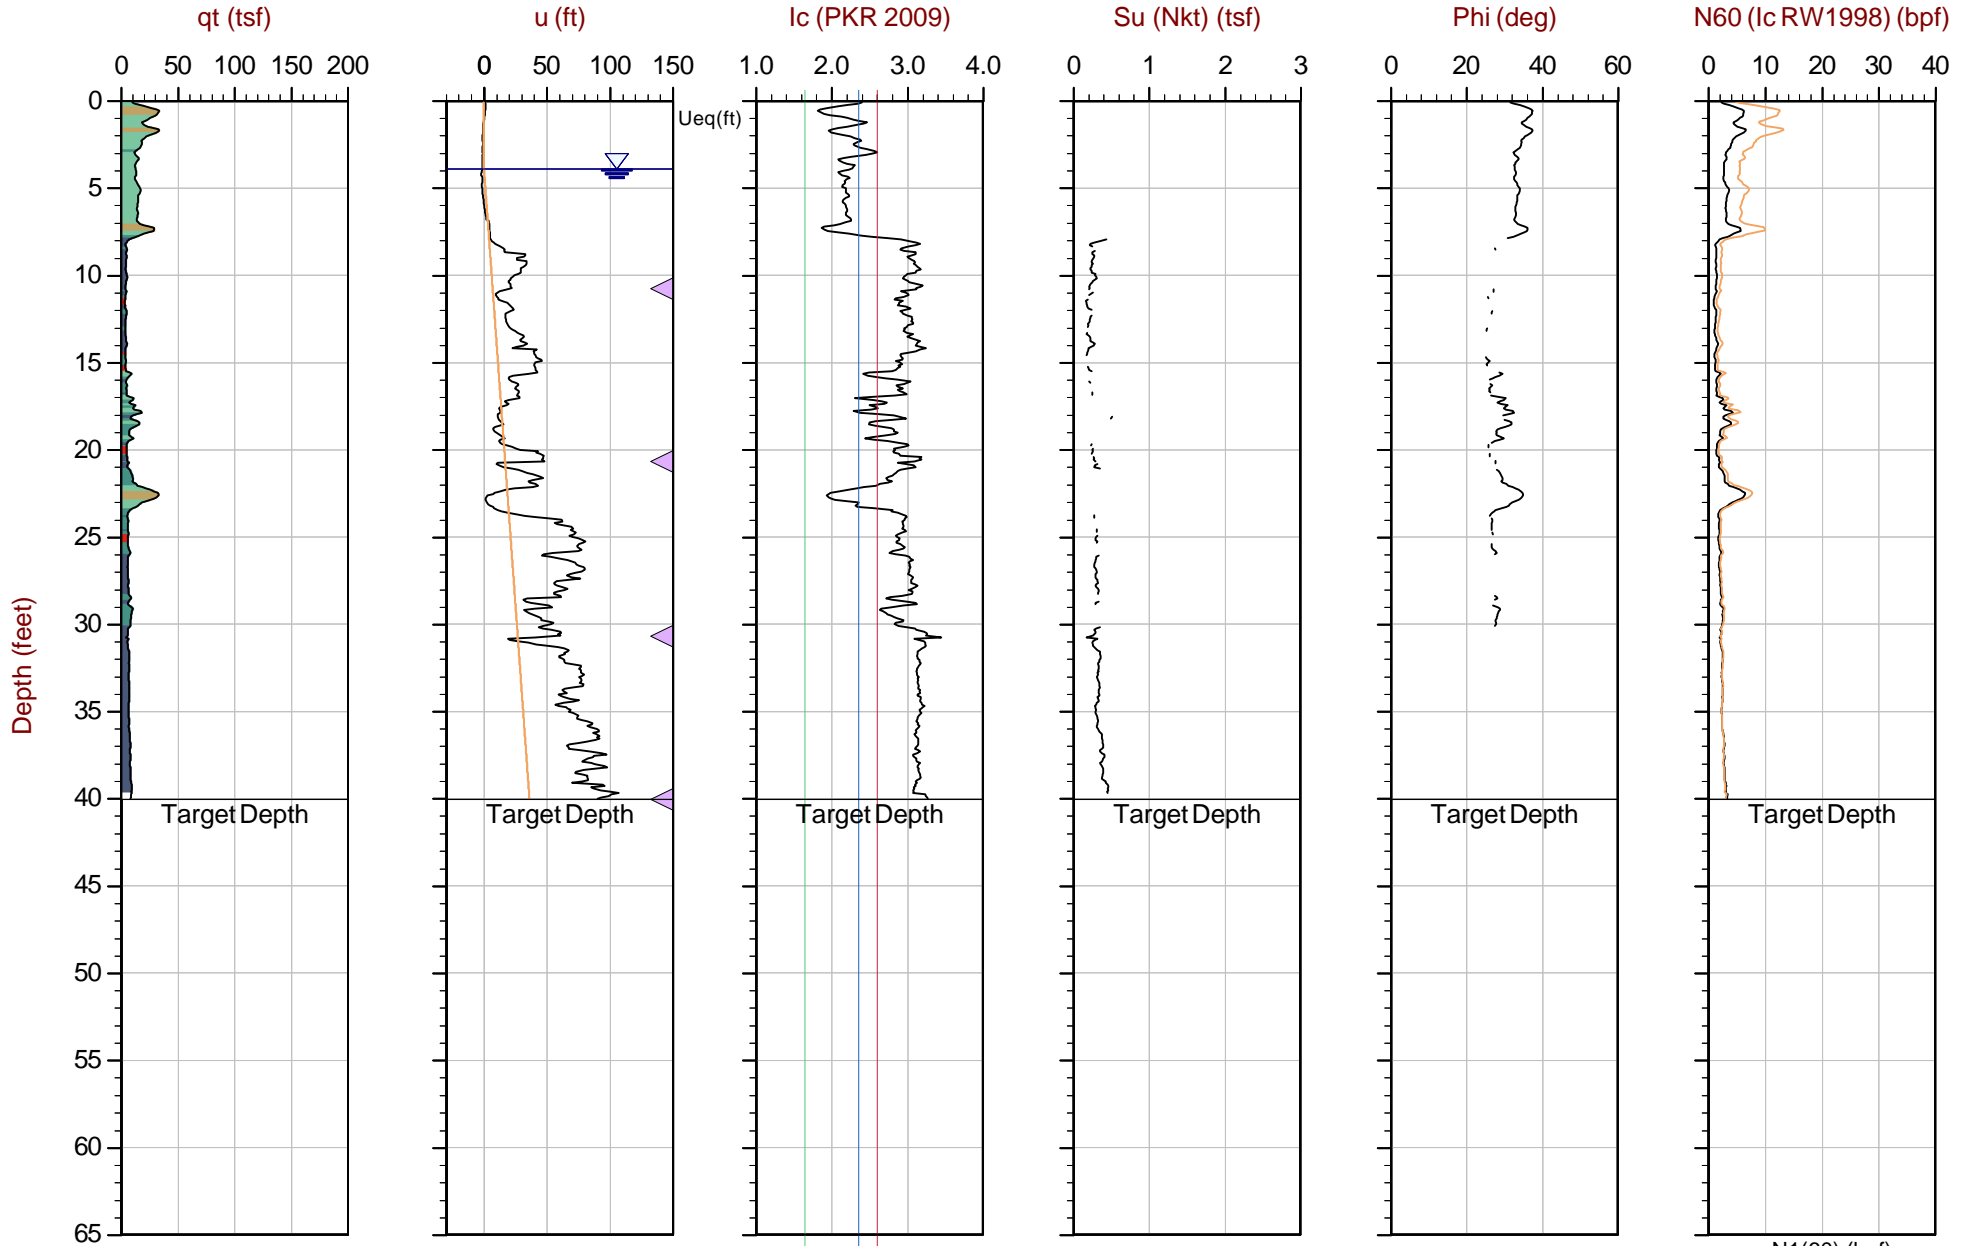 qt (tsf) u (ft) Ic (PKR 2009) Su (Nkt) (tsf) Phi (deg) N60 (Ic RW1998) (bpf)
0 50 100 150 200 0 50 100 150 1.0 2.0 3.0 4.0 0 1 2 3 0 20 40 60 0 10 20 30 40
0
Ueq(ft)
5
10
15
20
25
30
Depth (feet)
35
40
Target Depth Target Depth Target Depth Target Depth Target Depth Target Depth
45
50
55
60
65